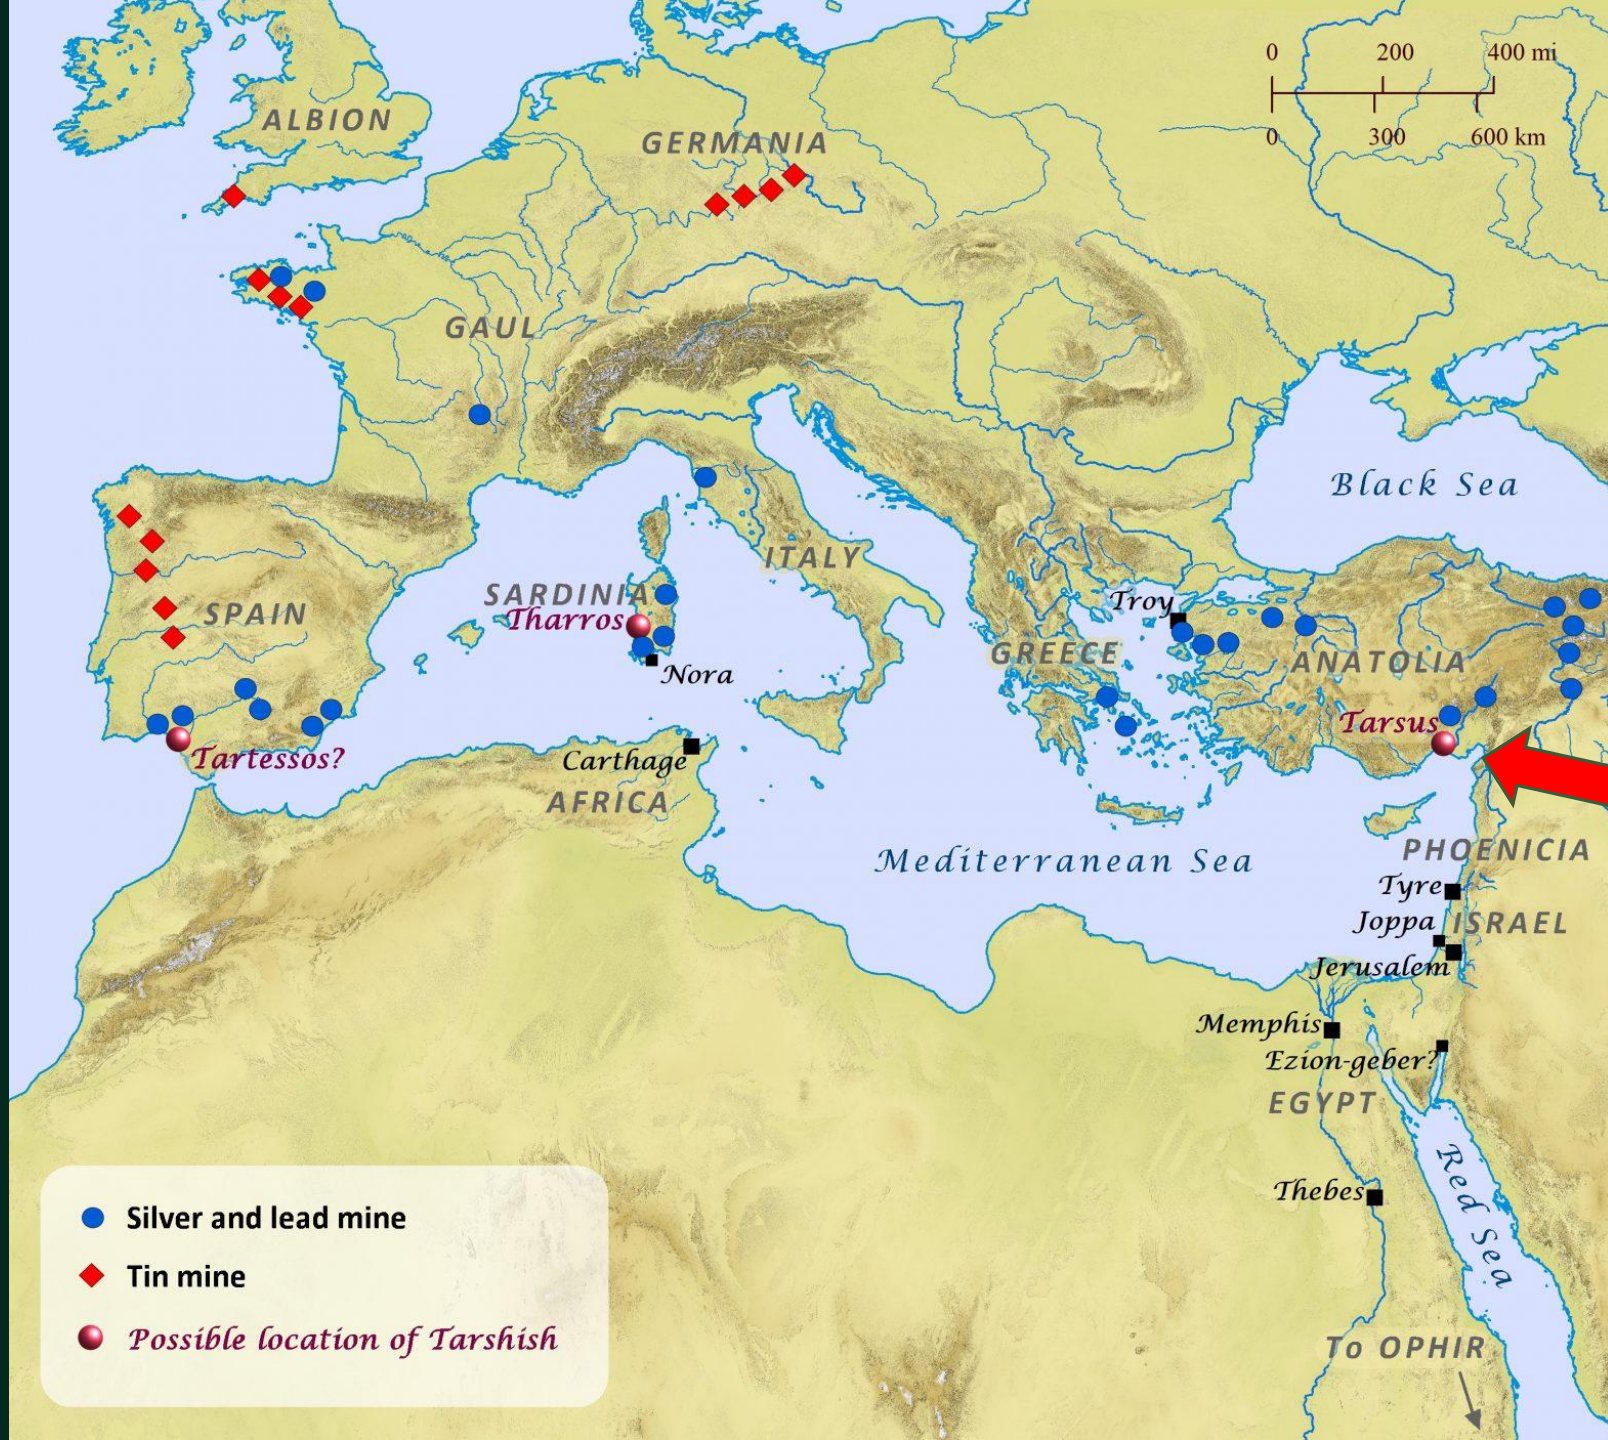 0 200 400 mi
0 300 600 km
ALBION
GERMANIA
GAUL
Black Sea
ITALY
SARDINIA
Tharros
SPAIN
Troy
GREECE
ANATOLIA
Nora
Tarsus
Tartessos?
Carthage
AFRICA
Mediterranean Sea
PHOENICIA
Tyre
Joppa
ISRAEL
Jerusalem
Memphis
Ezion-geber?
EGYPT
Red Sea
Thebes
Silver and lead mine
Tin mine
Possible location of Tarshish
To OPHIR